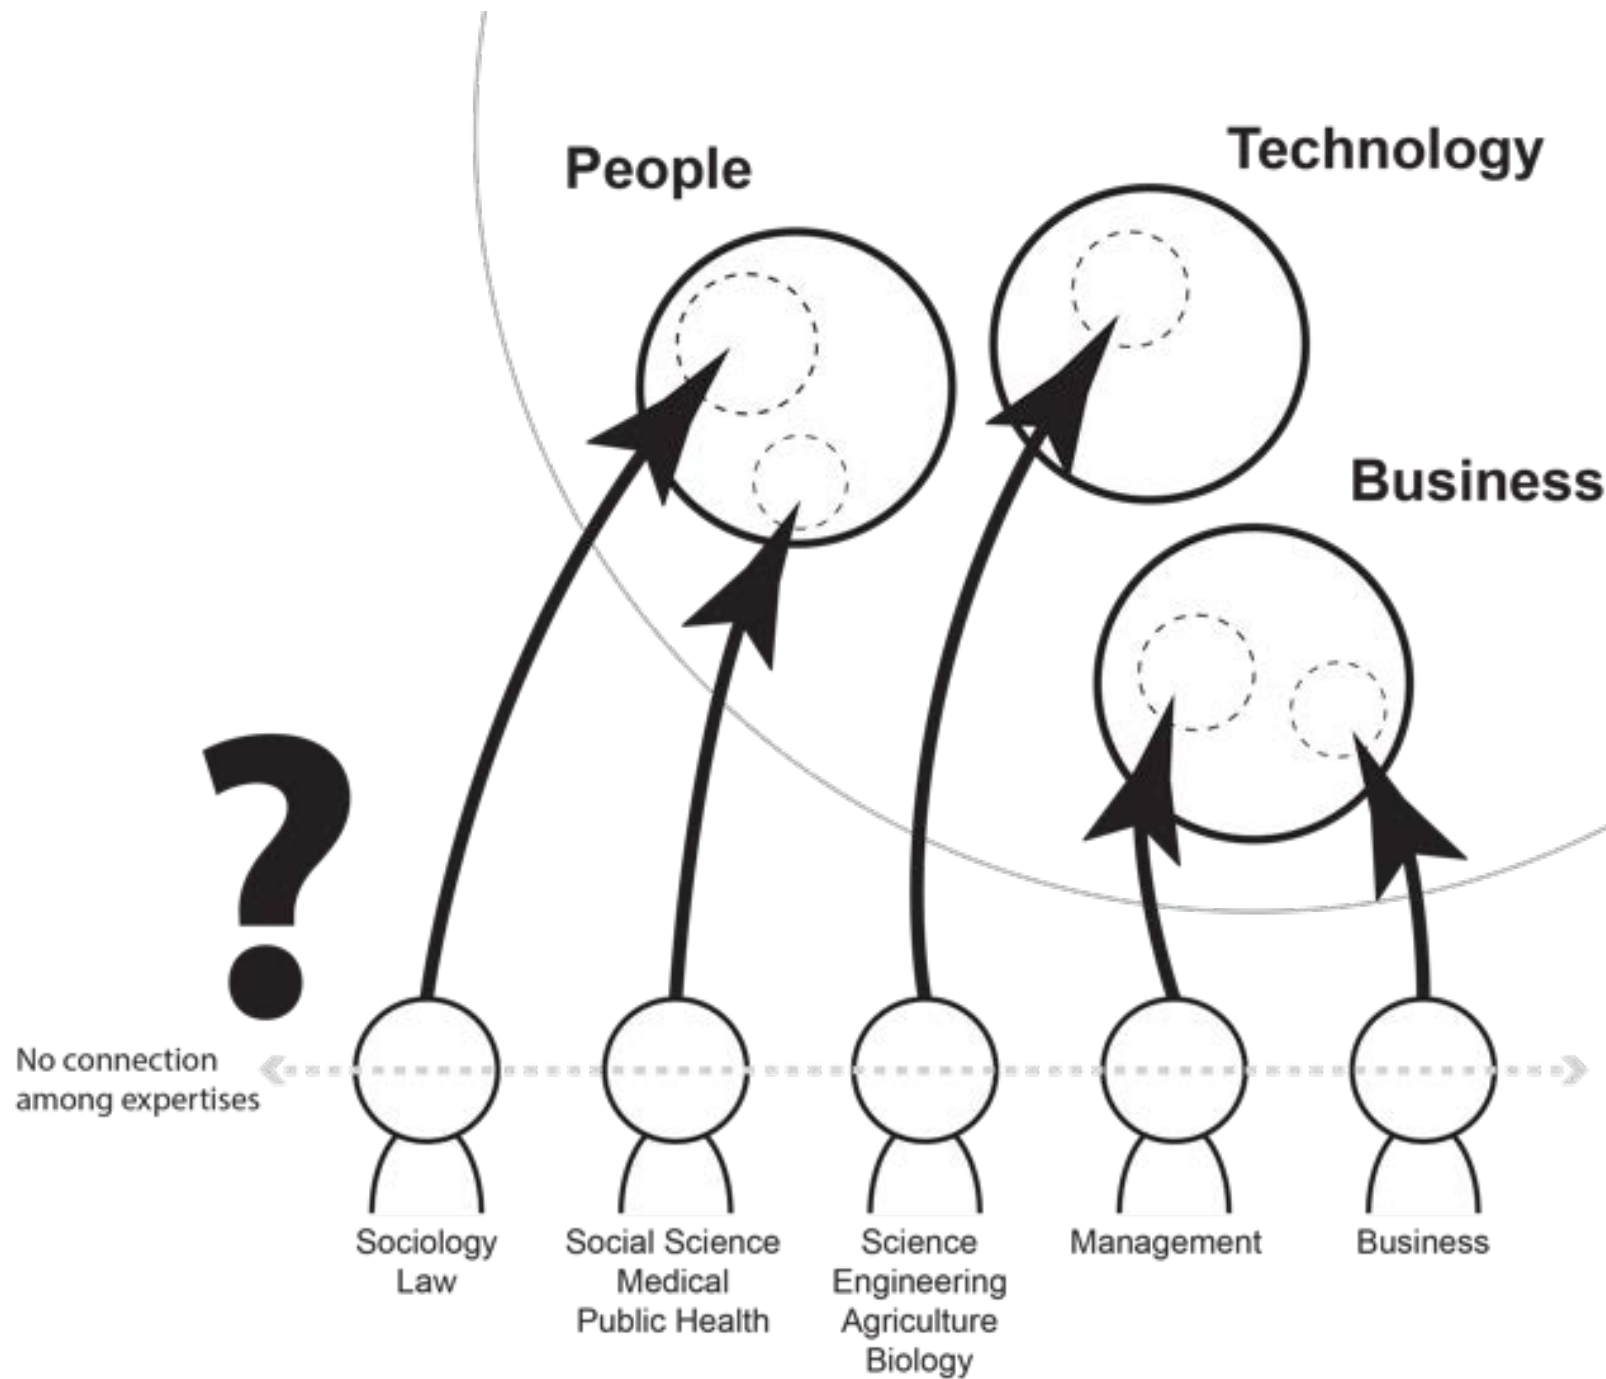 People
Technology
Business
?
No connection
among expertises
Sociology
Law
Social Science
Medical
Public Health
Science
Engineering
Agriculture
Biology
Management
Business